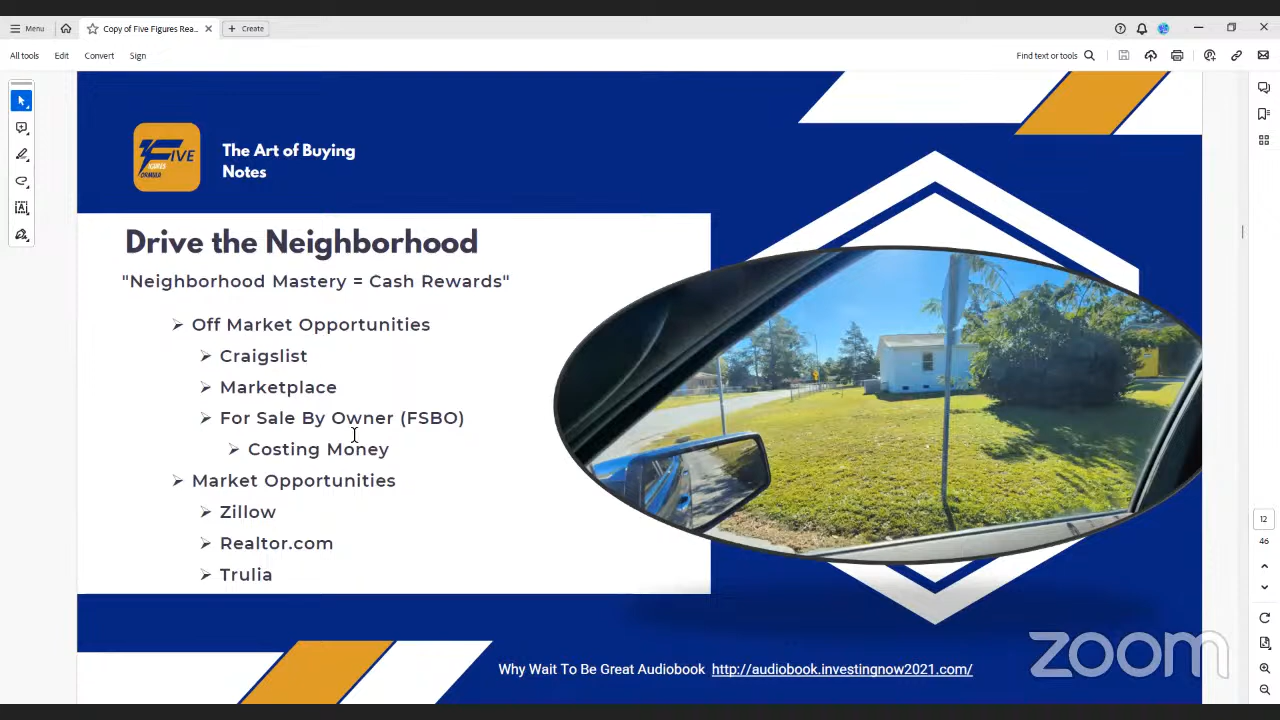 Menu
Copy of Five Figures Rea...
Create
All tools
Edit
Convert
Sign
Find text or tools
FIVE
FIGURES
FORMULA
The Art of Buying
Notes
Drive the Neighborhood
"Neighborhood Mastery = Cash Rewards"
Off Market Opportunities
Craigslist
Marketplace
For Sale By Owner (FSBO)
Costing Money
Market Opportunities
Zillow
Realtor.com
Trulia
12
46
Why Wait To Be Great Audiobook http://audiobook.investingnow2021.com/
zoom